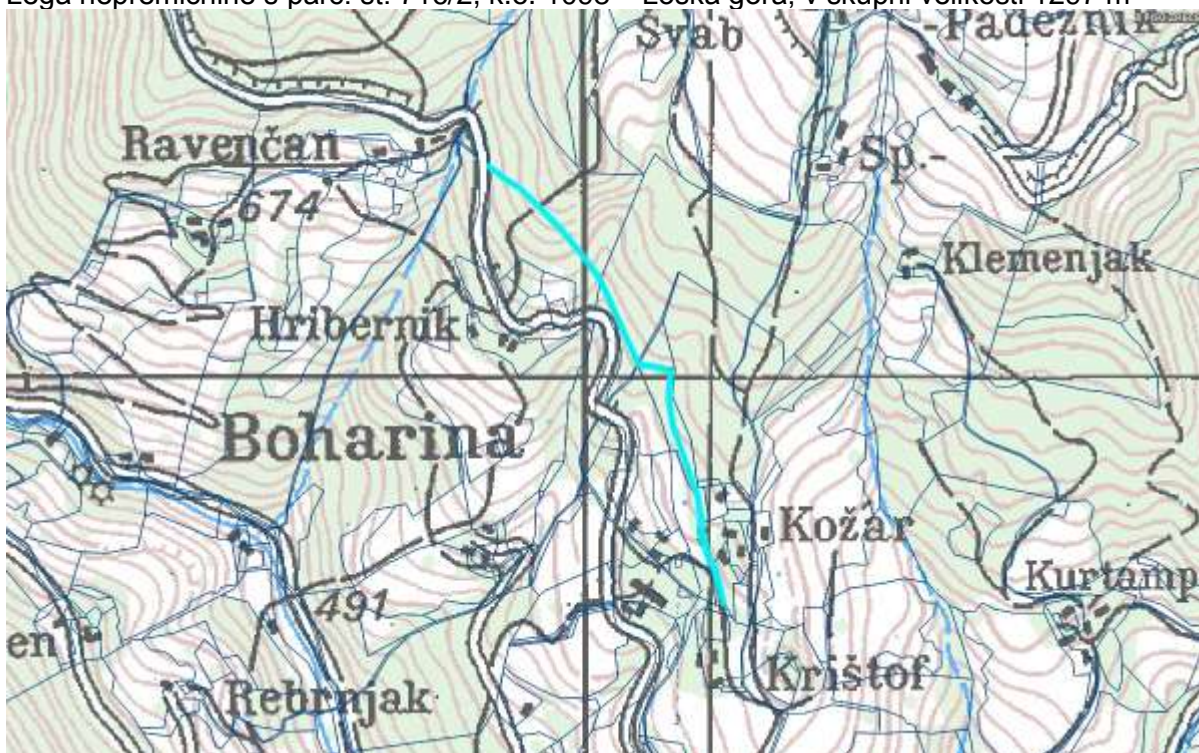 Švab
-Padežnik
Ravenčan
Sp.-
674
Klemenjak
Hribernik
Boharina
Kožar
Kurtamp
491
en
Krištof
Rebrnjak